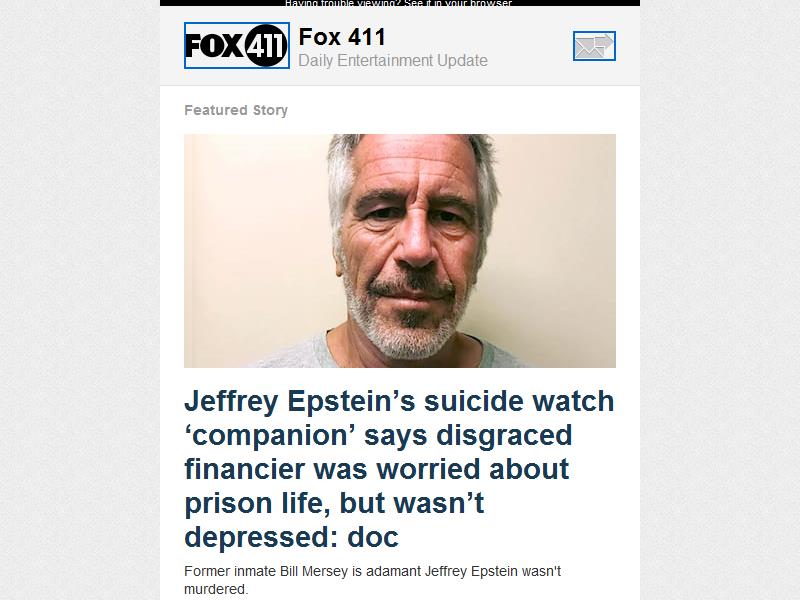 Having trouble viewing? See it in your browser
FOX 411
Fox 411
Daily Entertainment Update
Featured Story
Jeffrey Epstein’s suicide watch
‘companion’ says disgraced
financier was worried about
prison life, but wasn’t
depressed: doc
Former inmate Bill Mersey is adamant Jeffrey Epstein wasn't
murdered.